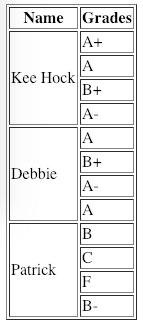 Name Grades
Kee Hock A+
A
B+
A-
Debbie A
B+
A-
A
Patrick B
C
F
B-